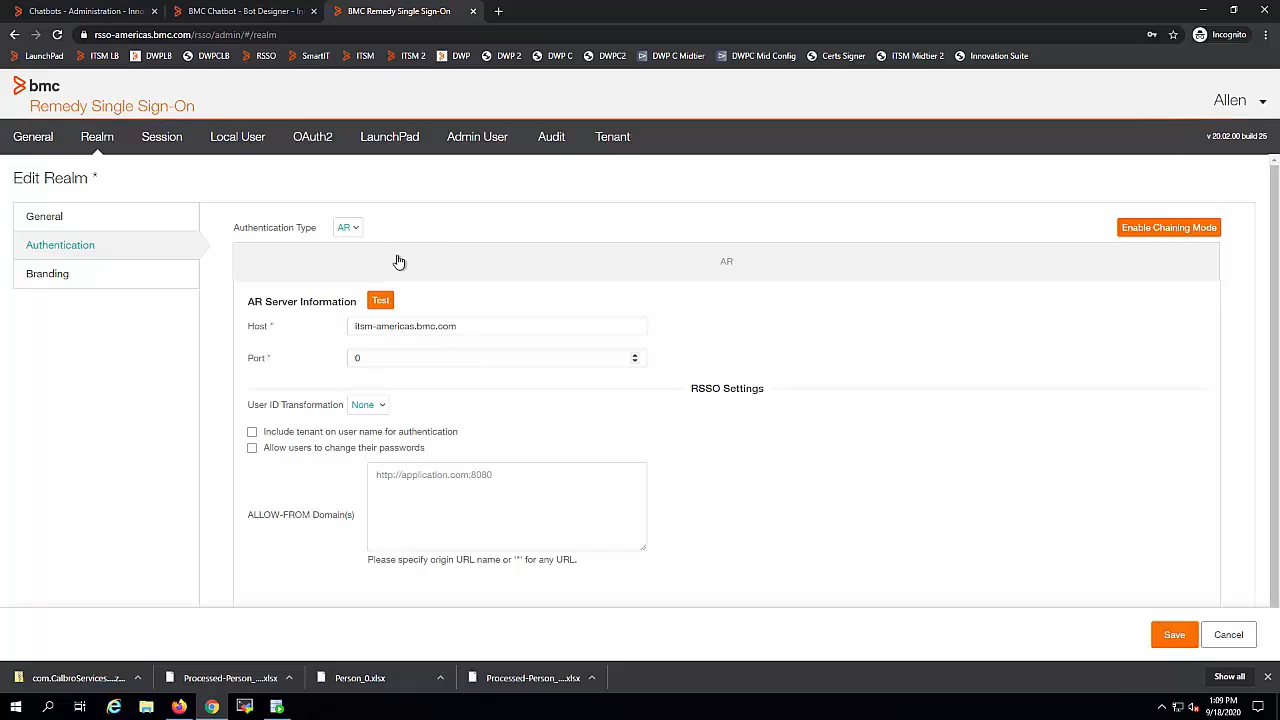 Chatbots - Administration - Inno
BMC Chatbot - Bot Designer - In
BMC Remedy Single Sign-On
rsso-americas.bmc.com/rsso/admin/#/realm
Incognito
LaunchPad
ITSM LB
DWPLB
DWPCLB
RSSO
SmartIT
ITSM
ITSM 2
DWP
DWP 2
DWP C
DWPC2
DWP C Midtier
DWPC Mid Config
Certs Signer
ITSM Midtier 2
Innovation Suite
bmc
Remedy Single Sign-On
Allen
General
Realm
Session
Local User
OAuth2
LaunchPad
Admin User
Audit
Tenant
v 20.02.00 build 25
Edit Realm *
General
Authentication
Branding
Authentication Type
AR
Enable Chaining Mode
AR
AR Server Information
Test
Host *
itsm-americas.bmc.com
Port *
0
RSSO Settings
User ID Transformation
None
Include tenant on user name for authentication
Allow users to change their passwords
ALLOW-FROM Domain(s)
http://application.com:8080
Please specify origin URL name or '*' for any URL.
Save
Cancel
com.CalbroServices....z...
Processed-Person_....xlsx
Person_0.xlsx
Processed-Person_....xlsx
Show all
1:09 PM
9/18/2020